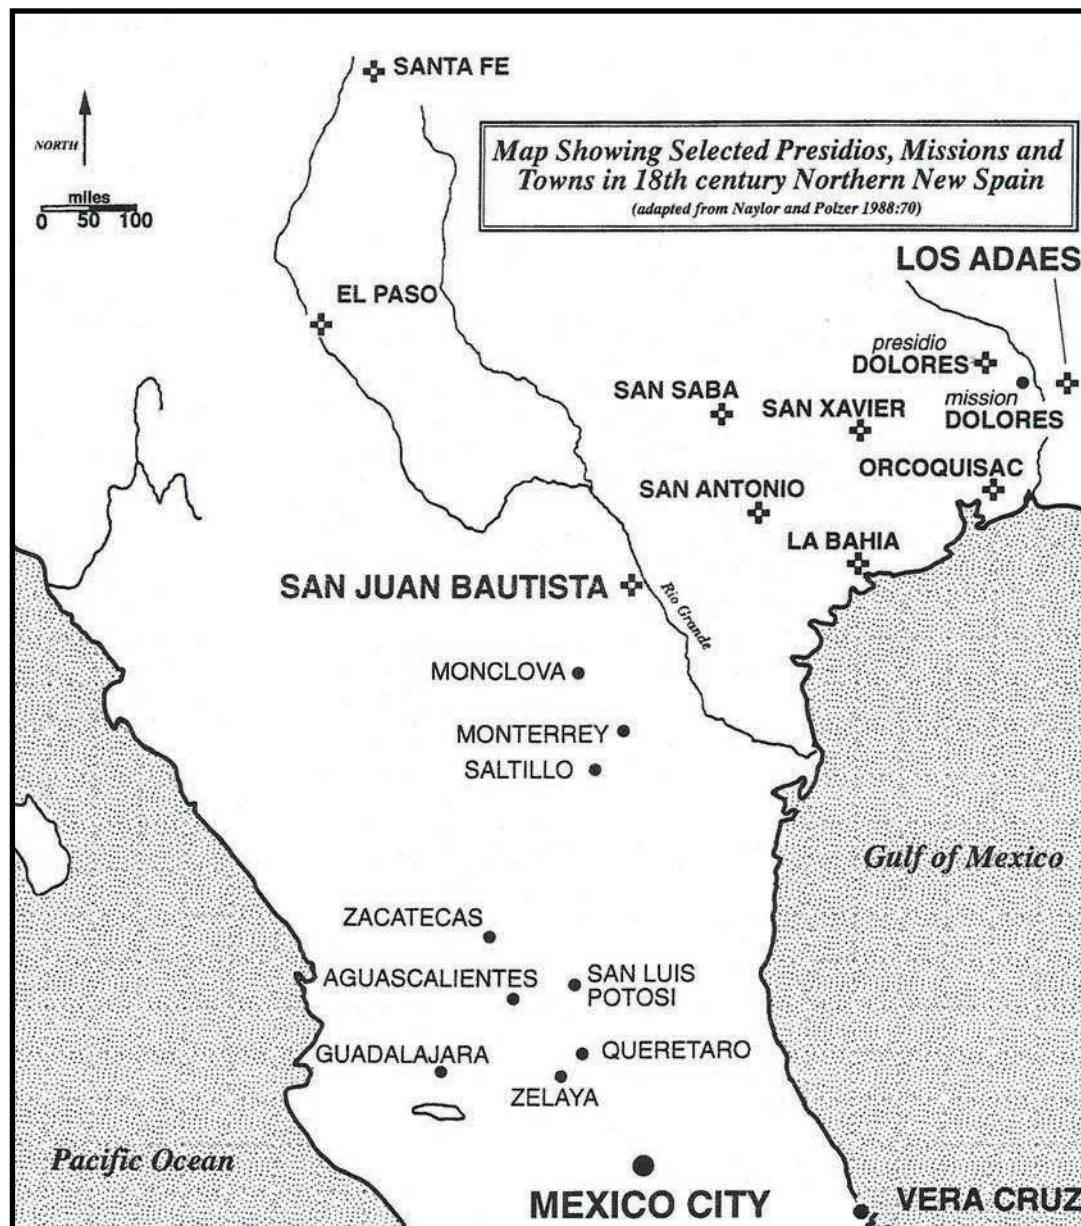 SANTA FE
NORTH
miles
0 50 100
Map Showing Selected Presidios, Missions and
Towns in 18th century Northern New Spain
(adapted from Naylor and Polzer 1988:70)
LOS ADAES
EL PASO
presidio
DOLORES
mission
DOLORES
SAN SABA
SAN XAVIER
ORCOQUISAC
SAN ANTONIO
LA BAHIA
SAN JUAN BAUTISTA
Rio Grande
MONCLOVA
MONTERREY
SALTILLO
Gulf of Mexico
ZACATECAS
AGUASCALIENTES
SAN LUIS
POTOSI
GUADALAJARA
QUERETARO
ZELAYA
Pacific Ocean
MEXICO CITY
VERA CRUZ